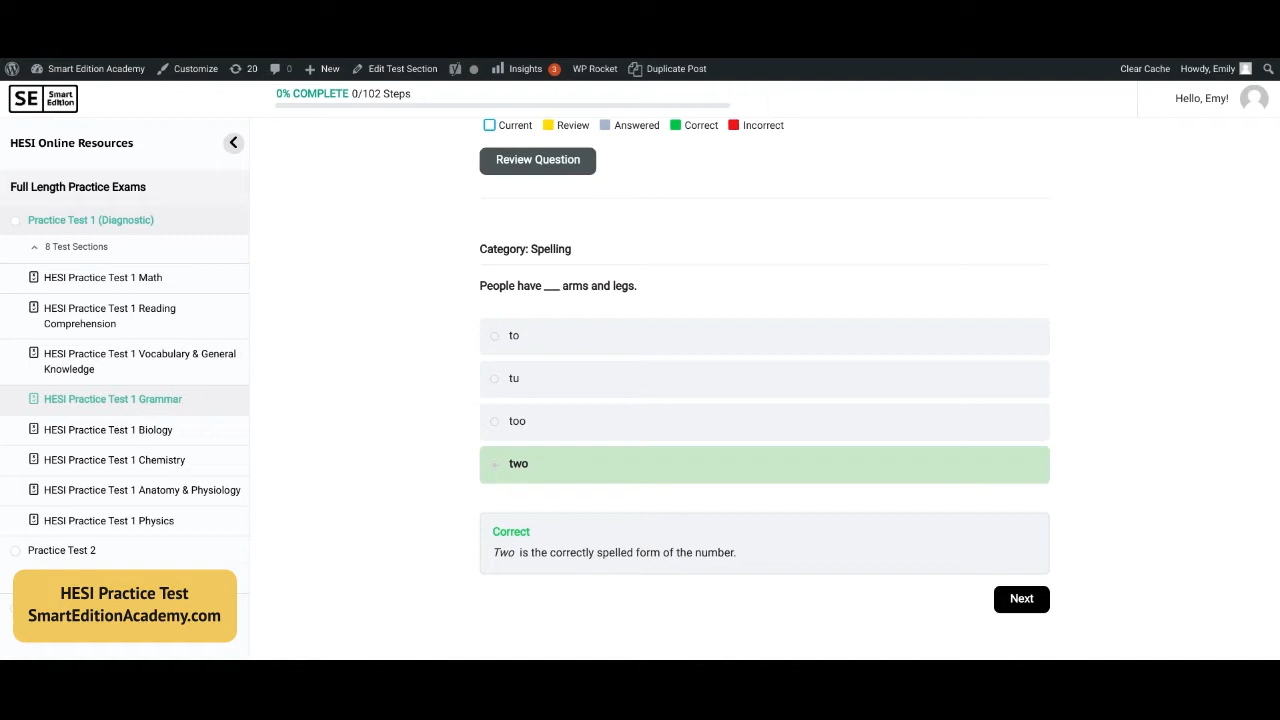 Smart Edition Academy Customize 20 0 New Edit Test Section Insights 3 WP Rocket Duplicate Post Clear Cache Howdy, Emily
SE Smart Edition
0% COMPLETE 0/102 Steps
Hello, Emy!
HESI Online Resources
Full Length Practice Exams
Practice Test 1 (Diagnostic)
8 Test Sections
HESI Practice Test 1 Math
HESI Practice Test 1 Reading
Comprehension
HESI Practice Test 1 Vocabulary & General
Knowledge
HESI Practice Test 1 Grammar
HESI Practice Test 1 Biology
HESI Practice Test 1 Chemistry
HESI Practice Test 1 Anatomy & Physiology
HESI Practice Test 1 Physics
Practice Test 2
HESI Practice Test
SmartEditionAcademy.com
Current Review Answered Correct Incorrect
Review Question
Category: Spelling
People have ___ arms and legs.
to
tu
too
two
Correct
Two is the correctly spelled form of the number.
Next